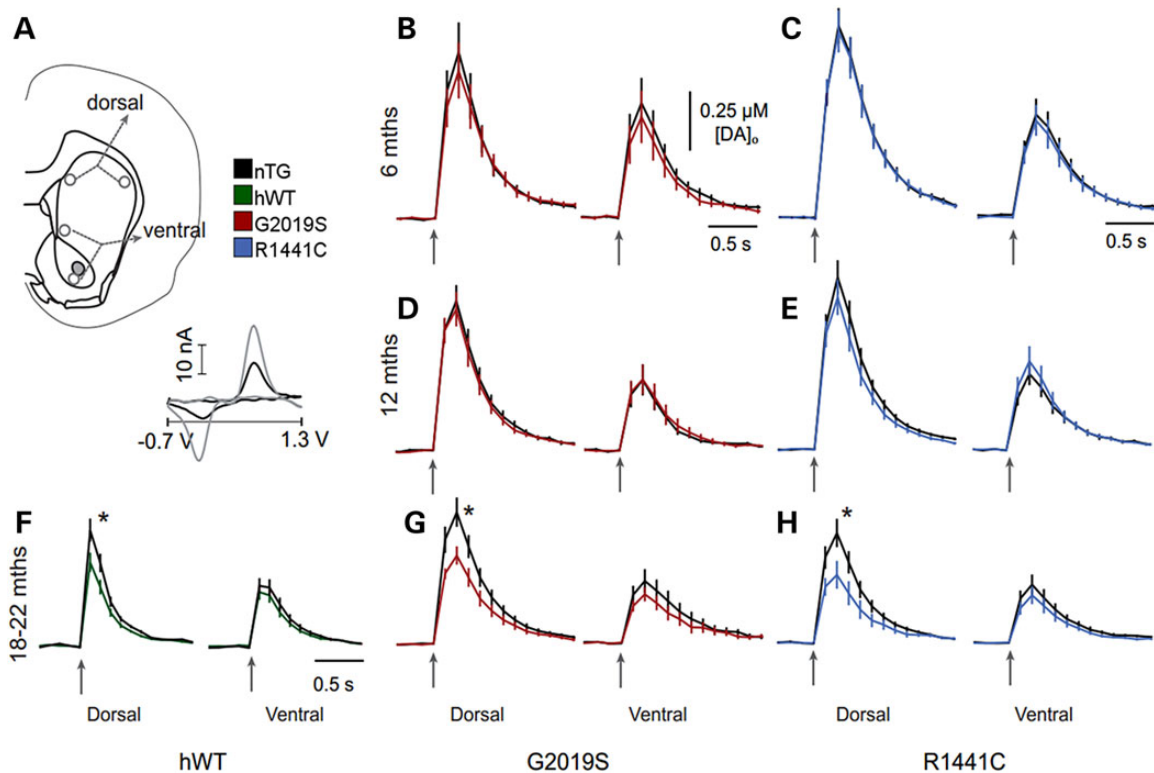 A
dorsal
ventral
nTG
hWT
G2019S
R1441C
10 nA
-0.7 V
1.3 V
B
C
6 mths
0.25 µM
[DA]ₒ
0.5 s
0.5 s
D
E
12 mths
F
*
G
*
H
*
18-22 mths
0.5 s
Dorsal
Ventral
Dorsal
Ventral
Dorsal
Ventral
hWT
G2019S
R1441C